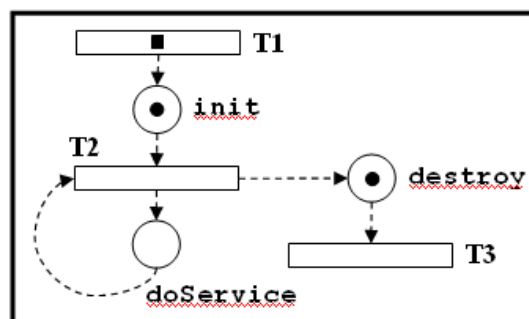 T1
init
T2
destroy
T3
doService